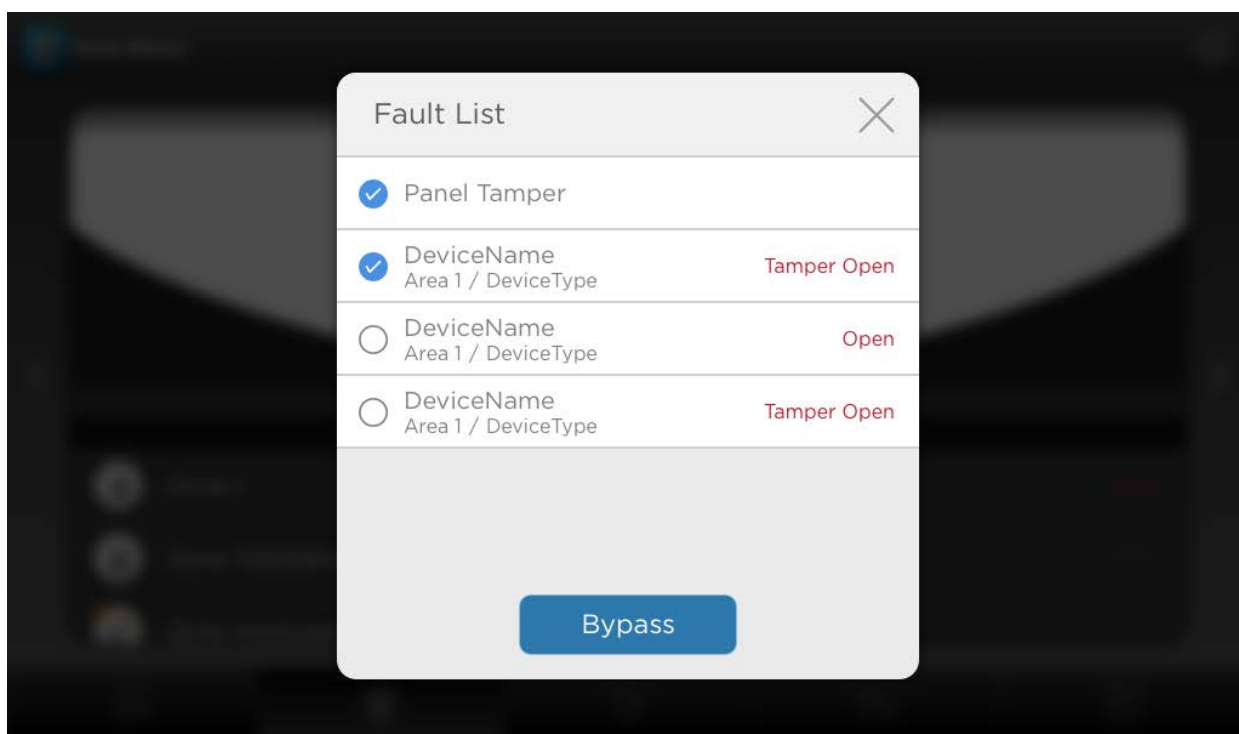 Fault List
Panel Tamper
DeviceName
Area 1 / DeviceType
Tamper Open
DeviceName
Area 1 / DeviceType
Open
DeviceName
Area 1 / DeviceType
Tamper Open
Bypass